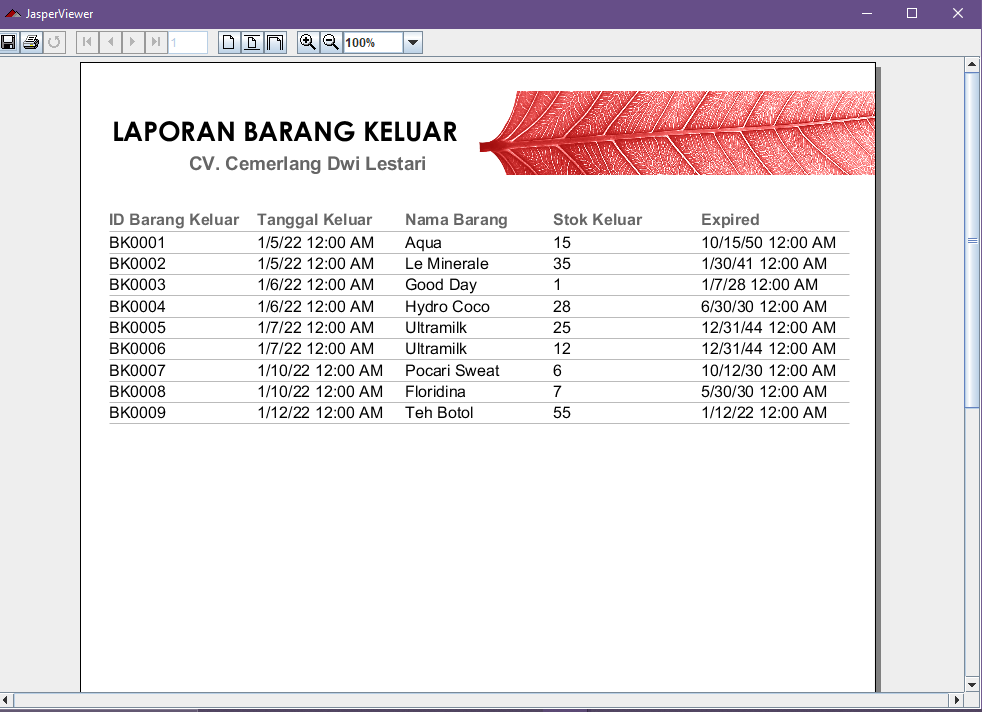 JasperViewer
1
100%
LAPORAN BARANG KELUAR
CV. Cemerlang Dwi Lestari
ID Barang Keluar Tanggal Keluar Nama Barang Stok Keluar Expired
BK0001 1/5/22 12:00 AM Aqua 15 10/15/50 12:00 AM
BK0002 1/5/22 12:00 AM Le Minerale 35 1/30/41 12:00 AM
BK0003 1/6/22 12:00 AM Good Day 1 1/7/28 12:00 AM
BK0004 1/6/22 12:00 AM Hydro Coco 28 6/30/30 12:00 AM
BK0005 1/7/22 12:00 AM Ultramilk 25 12/31/44 12:00 AM
BK0006 1/7/22 12:00 AM Ultramilk 12 12/31/44 12:00 AM
BK0007 1/10/22 12:00 AM Pocari Sweat 6 10/12/30 12:00 AM
BK0008 1/10/22 12:00 AM Floridina 7 5/30/30 12:00 AM
BK0009 1/12/22 12:00 AM Teh Botol 55 1/12/22 12:00 AM